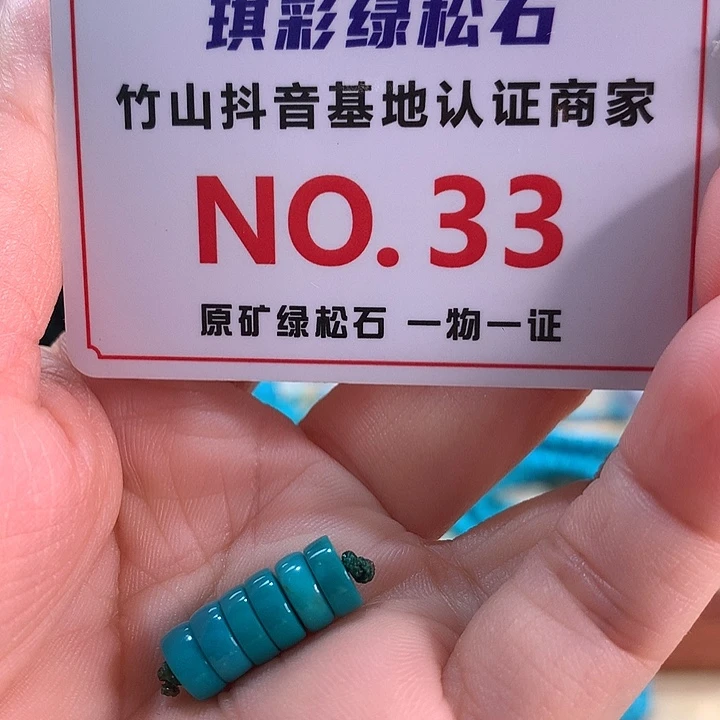 琪彩绿松石
竹山抖音基地认证商家
NO.33
原矿绿松石 一物一证